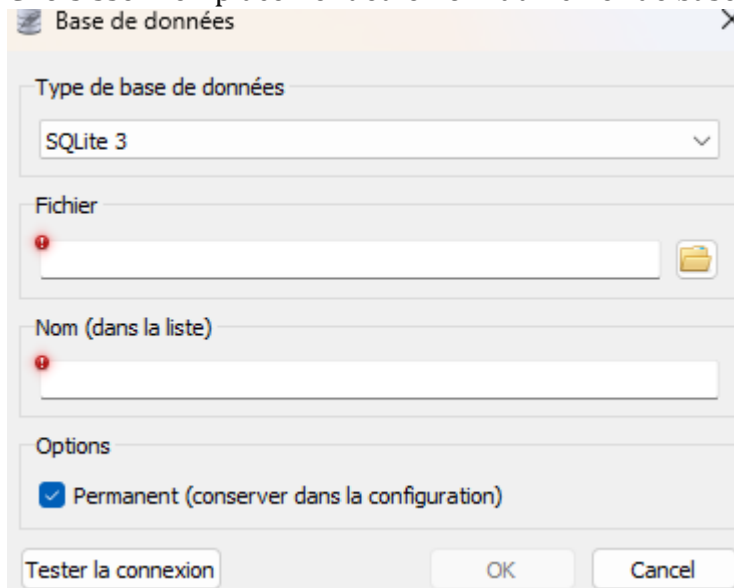 Base de données
Type de base de données
SQLite 3
Fichier
Nom (dans la liste)
Options
Permanent (conserver dans la configuration)
Tester la connexion
OK
Cancel